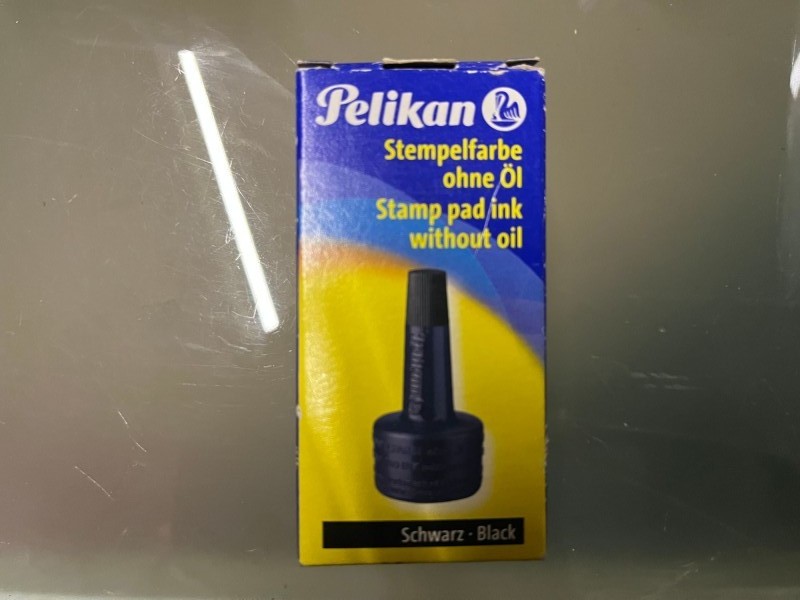 Pelikan
Stempelfarbe
ohne Öl
Stamp pad ink
without oil
Schwarz · Black